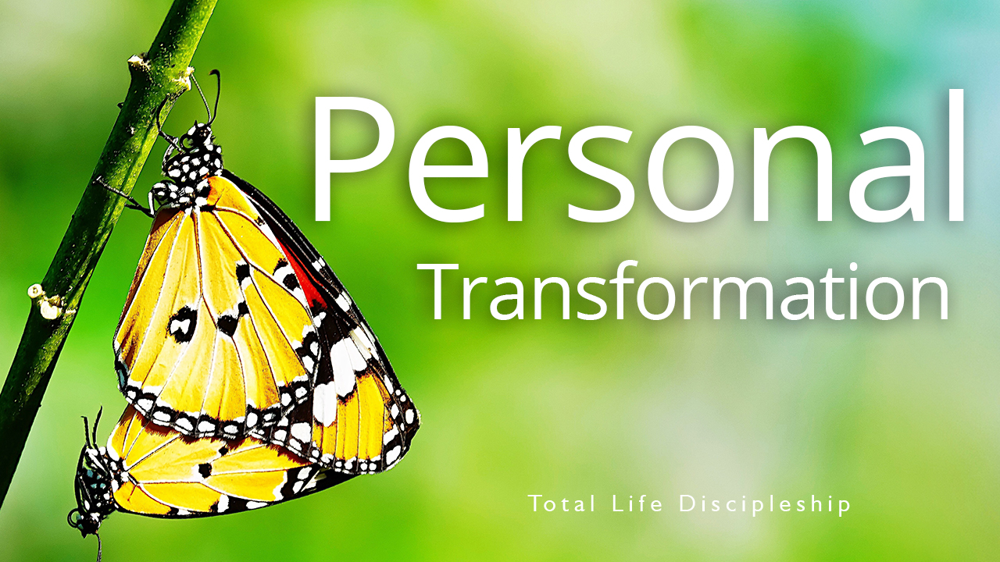 Personal
Transformation
Total Life Discipleship